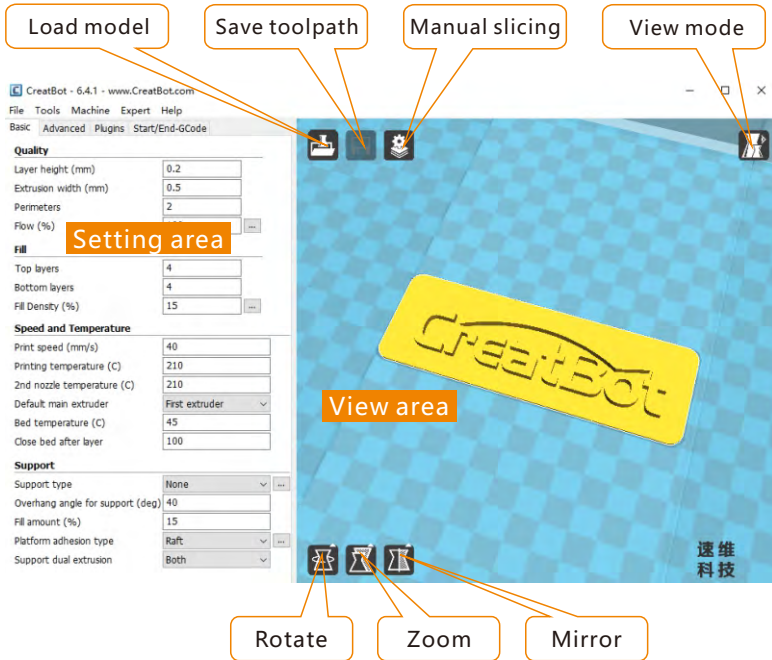 Load model
Save toolpath
Manual slicing
View mode
CreatBot - 6.4.1 - www.CreatBot.com
File Tools Machine Expert Help
Basic Advanced Plugins Start/End-GCode
Quality
Layer height (mm) 0.2
Extrusion width (mm) 0.5
Perimeters 2
Flow (%) ...
Setting area
Fill
Top layers 4
Bottom layers 4
Fill Density (%) 15 ...
Speed and Temperature
Print speed (mm/s) 40
Printing temperature (C) 210
2nd nozzle temperature (C) 210
Default main extruder First extruder
Bed temperature (C) 45
Close bed after layer 100
Support
Support type None ...
Overhang angle for support (deg) 40
Fill amount (%) 15
Platform adhesion type Raft ...
Support dual extrusion Both
CreatBot
View area
速维
科技
Rotate
Zoom
Mirror